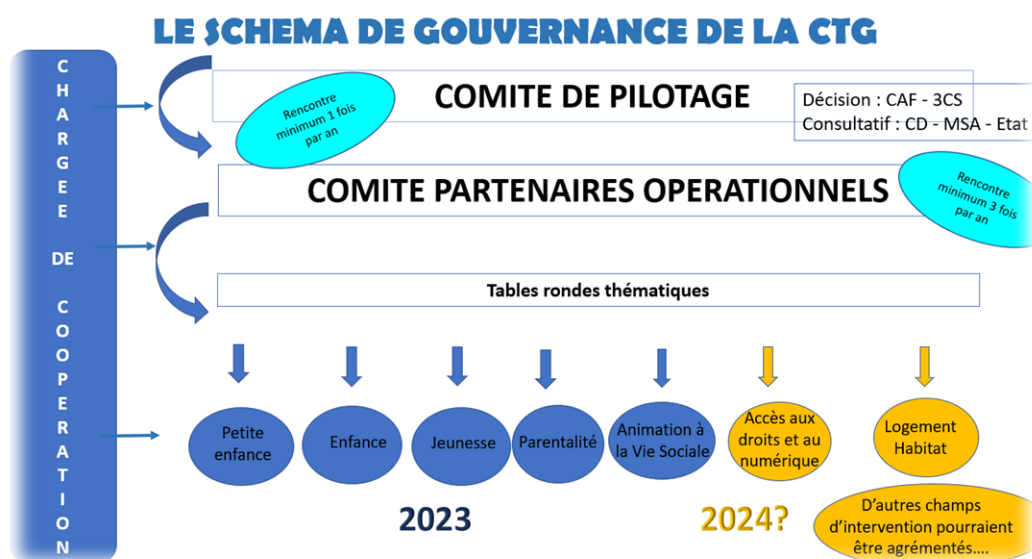 LE SCHEMA DE GOUVERNANCE DE LA CTG
CHARGEE
DE
COOPERATION
COMITE DE PILOTAGE
Rencontre
minimum 1 fois
par an
Décision : CAF - 3CS
Consultatif : CD - MSA - Etat
COMITE PARTENAIRES OPERATIONNELS
Rencontre
minimum 3 fois
par an
Tables rondes thématiques
Petite
enfance
Enfance
Jeunesse
Parentalité
Animation à
la Vie Sociale
Accès aux
droits et au
numérique
Logement
Habitat
2023
2024?
D'autres champs
d'intervention pourraient
être agrémentés....